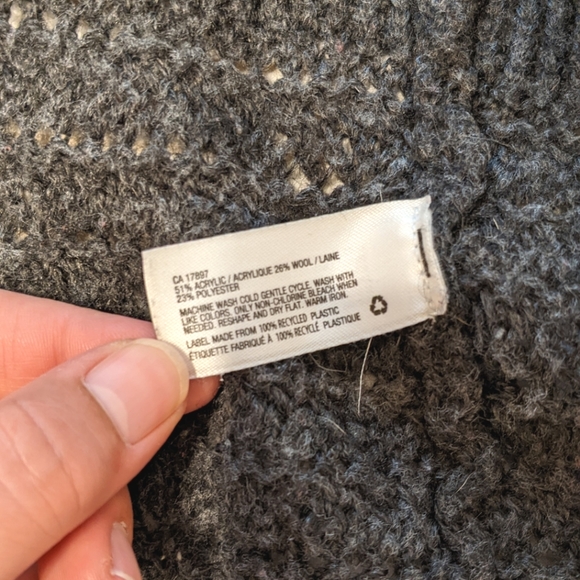 CA 17897
51% ACRYLIC / ACRYLIQUE 26% WOOL / LAINE
23% POLYESTER
MACHINE WASH COLD GENTLE CYCLE. WASH WITH
LIKE COLORS. ONLY NON-CHLORINE BLEACH WHEN
NEEDED. RESHAPE AND DRY FLAT. WARM IRON.
LABEL MADE FROM 100% RECYCLED PLASTIC
ÉTIQUETTE FABRIQUÉ À 100% RECYCLÉ PLASTIQUE